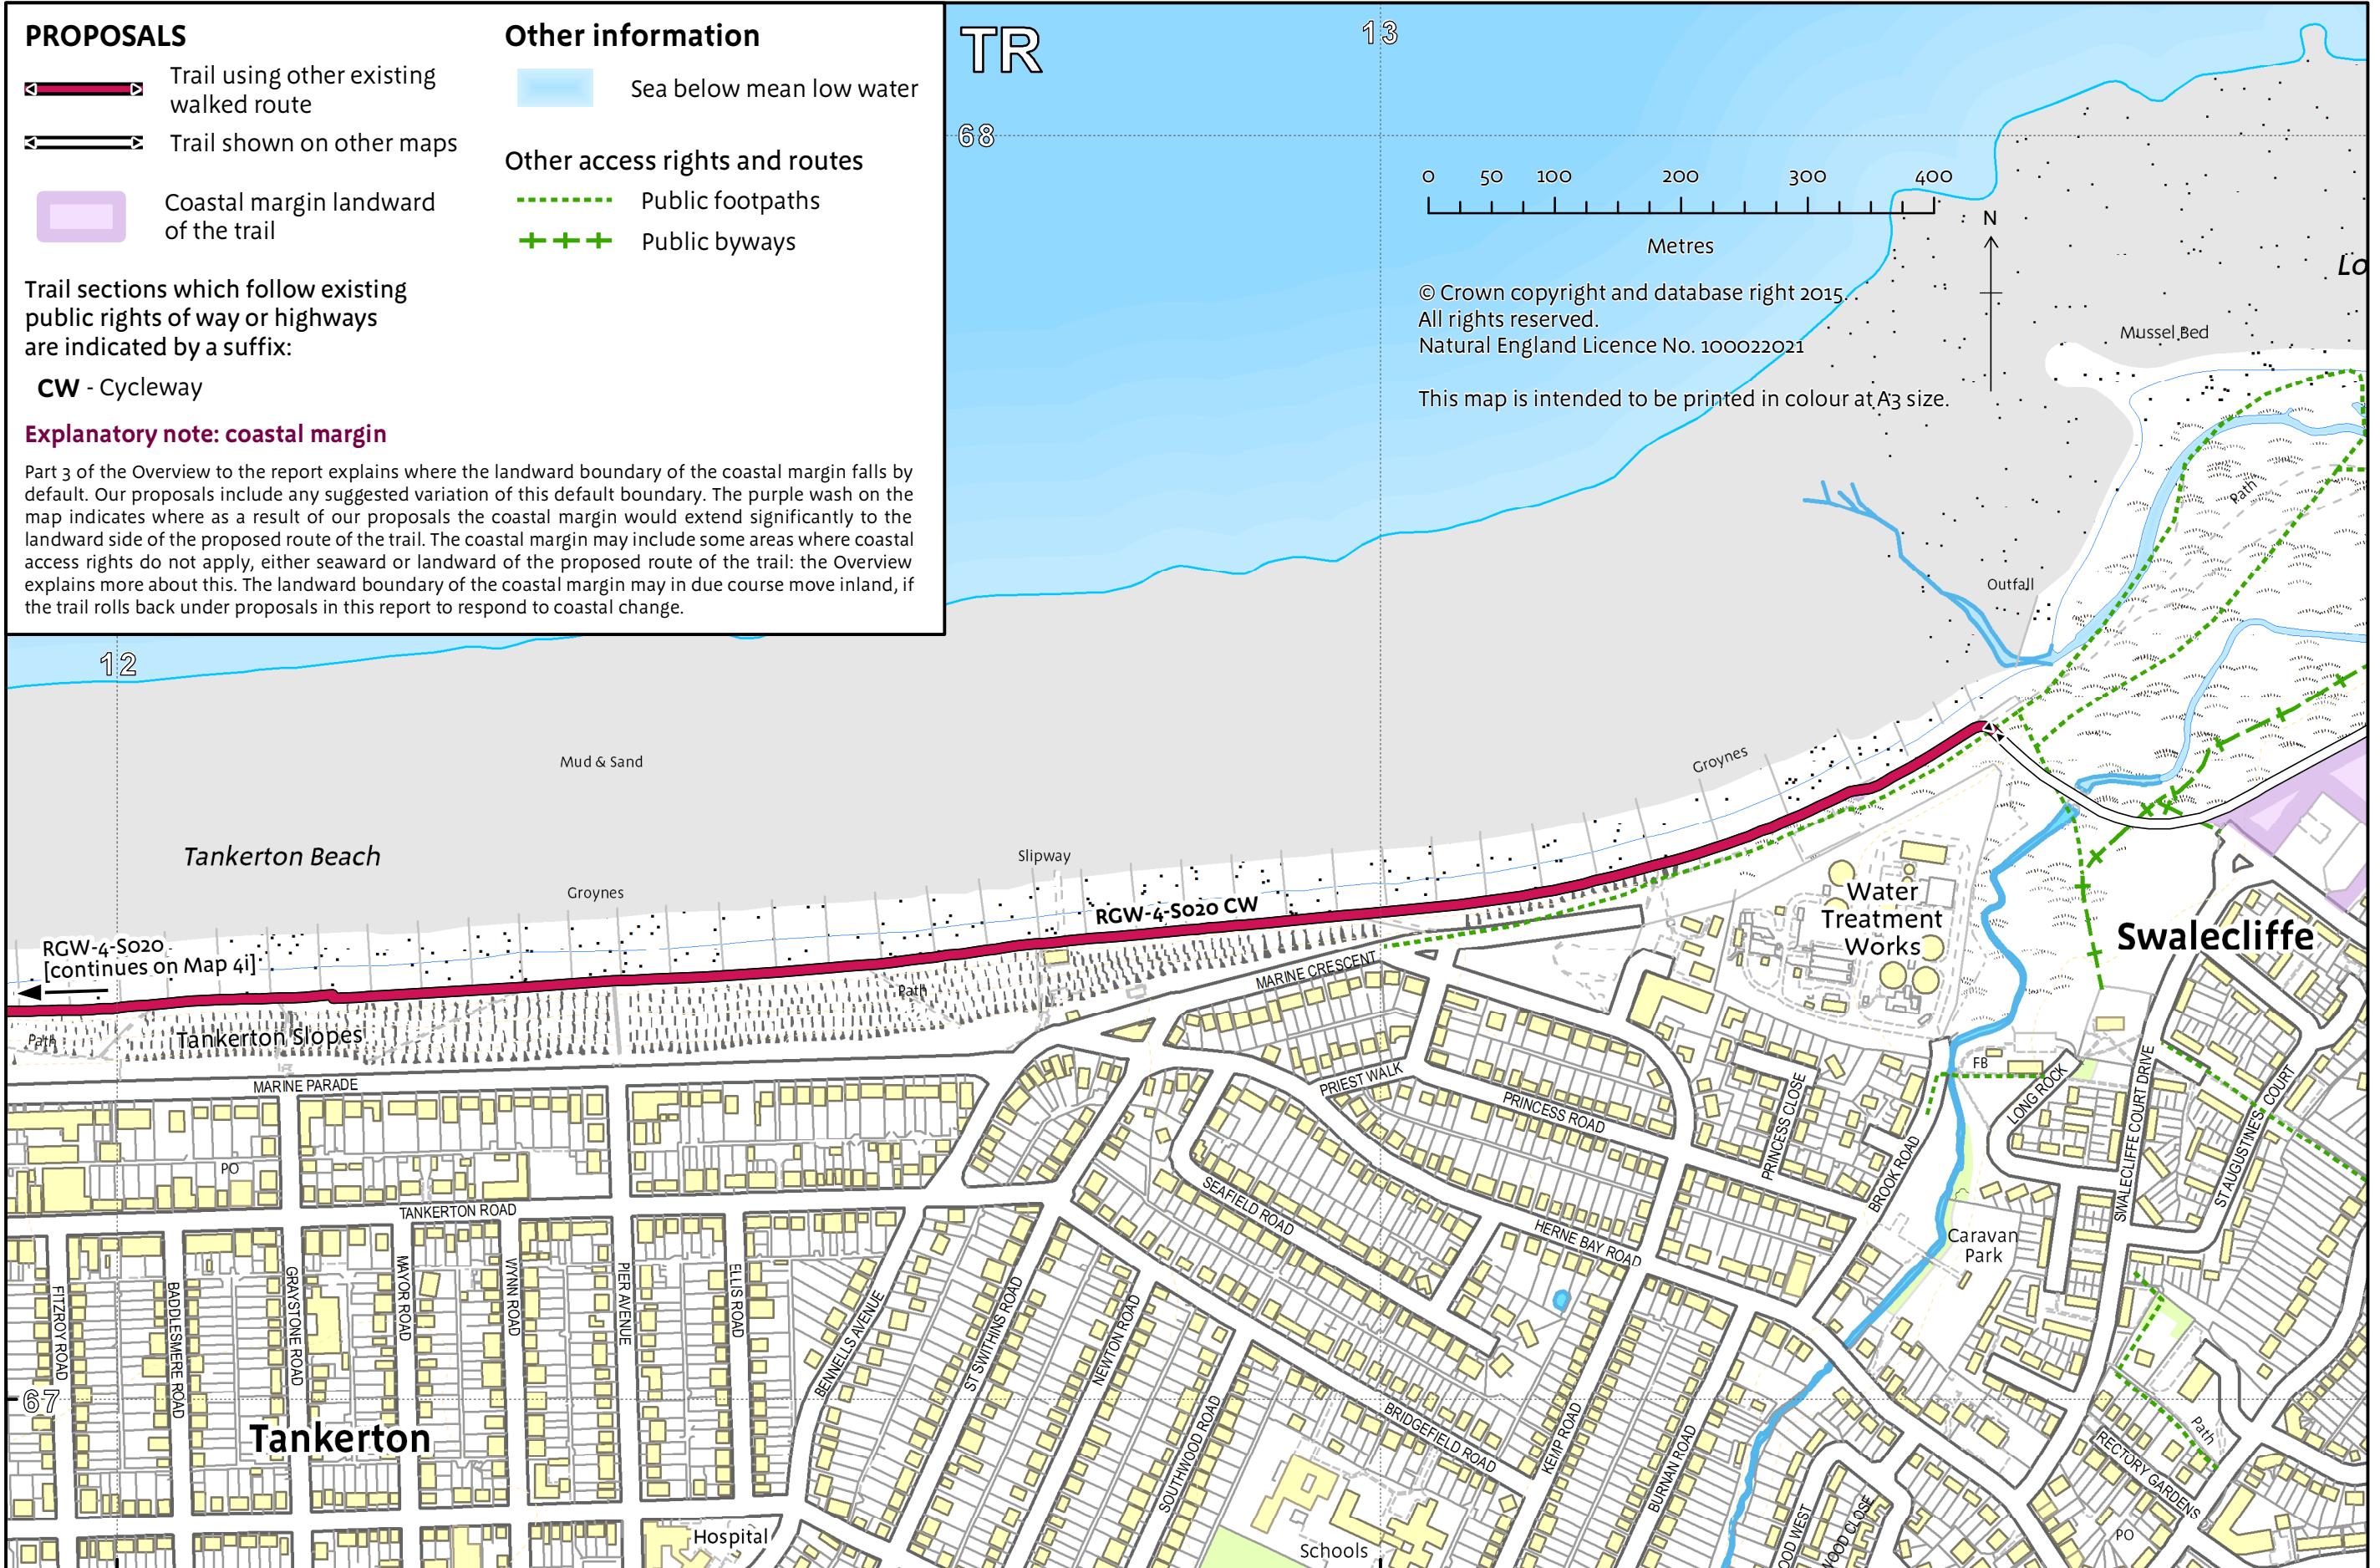 PROPOSALS
Trail using other existing
walked route
Trail shown on other maps
Coastal margin landward
of the trail
Trail sections which follow existing
public rights of way or highways
are indicated by a suffix:
CW - Cycleway
Other information
Sea below mean low water
Other access rights and routes
Public footpaths
Public byways
Explanatory note: coastal margin
Part 3 of the Overview to the report explains where the landward boundary of the coastal margin falls by
default. Our proposals include any suggested variation of this default boundary. The purple wash on the
map indicates where as a result of our proposals the coastal margin would extend significantly to the
landward side of the proposed route of the trail. The coastal margin may include some areas where coastal
access rights do not apply, either seaward or landward of the proposed route of the trail: the Overview
explains more about this. The landward boundary of the coastal margin may in due course move inland, if
the trail rolls back under proposals in this report to respond to coastal change.
TR
13
68
0 50 100 200 300 400
Metres
N
© Crown copyright and database right 2015.
All rights reserved.
Natural England Licence No. 100022021
This map is intended to be printed in colour at A3 size.
Lo
Mussel Bed
Path
Outfall
12
Mud & Sand
Groynes
Tankerton Beach
Slipway
Groynes
RGW-4-S020 CW
RGW-4-S020
[continues on Map 4i]
Water
Treatment
Works
Swalecliffe
Path
Tankerton Slopes
Path
MARINE CRESCENT
MARINE PARADE
PRIEST WALK
PRINCESS ROAD
PRINCESS CLOSE
FB
LONG ROCK
BROOK ROAD
SWALECLIFFE COURT DRIVE
ST AUGUSTINES COURT
PO
TANKERTON ROAD
SEAFIELD ROAD
HERNE BAY ROAD
Caravan
Park
FITZROY ROAD
BADDLESMERE ROAD
GRAYSTONE ROAD
MAYOR ROAD
WYNN ROAD
PIER AVENUE
ELLIS ROAD
BENNELLS AVENUE
ST SWITHINS ROAD
NEWTON ROAD
SOUTHWOOD ROAD
BRIDGEFIELD ROAD
KEMP ROAD
BURNAN ROAD
67
Tankerton
Path
RECTORY GARDENS
Hospital
Schools
OOD WEST
WOOD CLOSE
PO